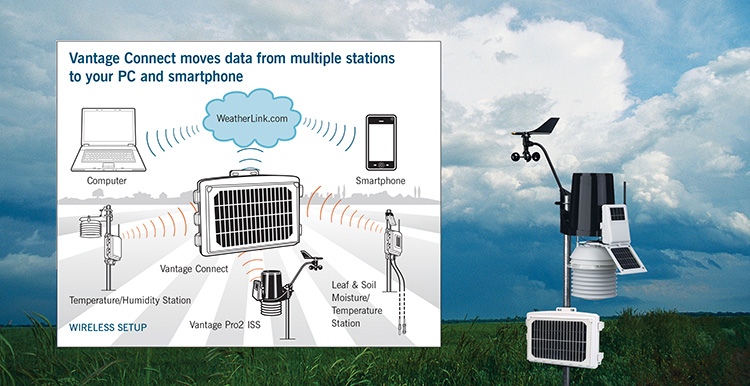 Vantage Connect moves data from multiple stations
to your PC and smartphone
WeatherLink.com
Computer
Smartphone
Vantage Connect
Temperature/Humidity Station
Vantage Pro2 ISS
Leaf & Soil
Moisture/
Temperature
Station
WIRELESS SETUP